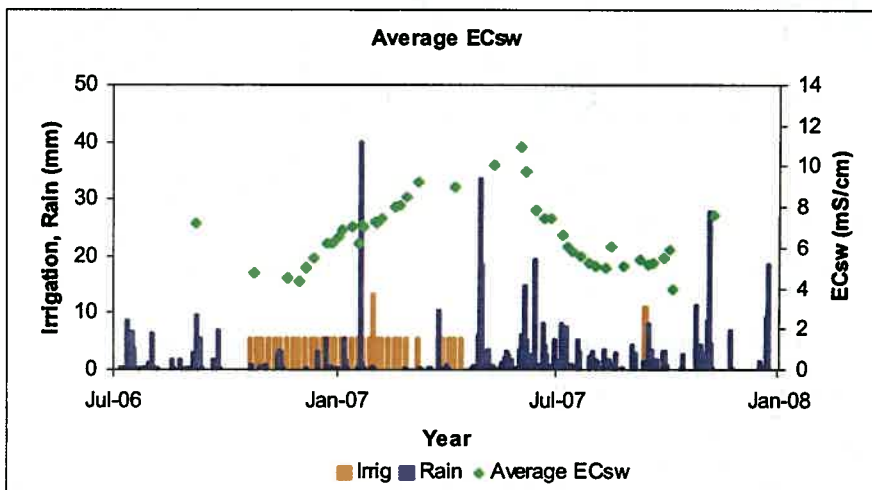 Average ECsw
50
40
30
20
10
0
Irrigation, Rain (mm)
14
12
10
8
6
4
2
0
ECsw (mS/cm)
Jul-06 Jan-07 Jul-07 Jan-08
Year
Irrig Rain Average ECsw